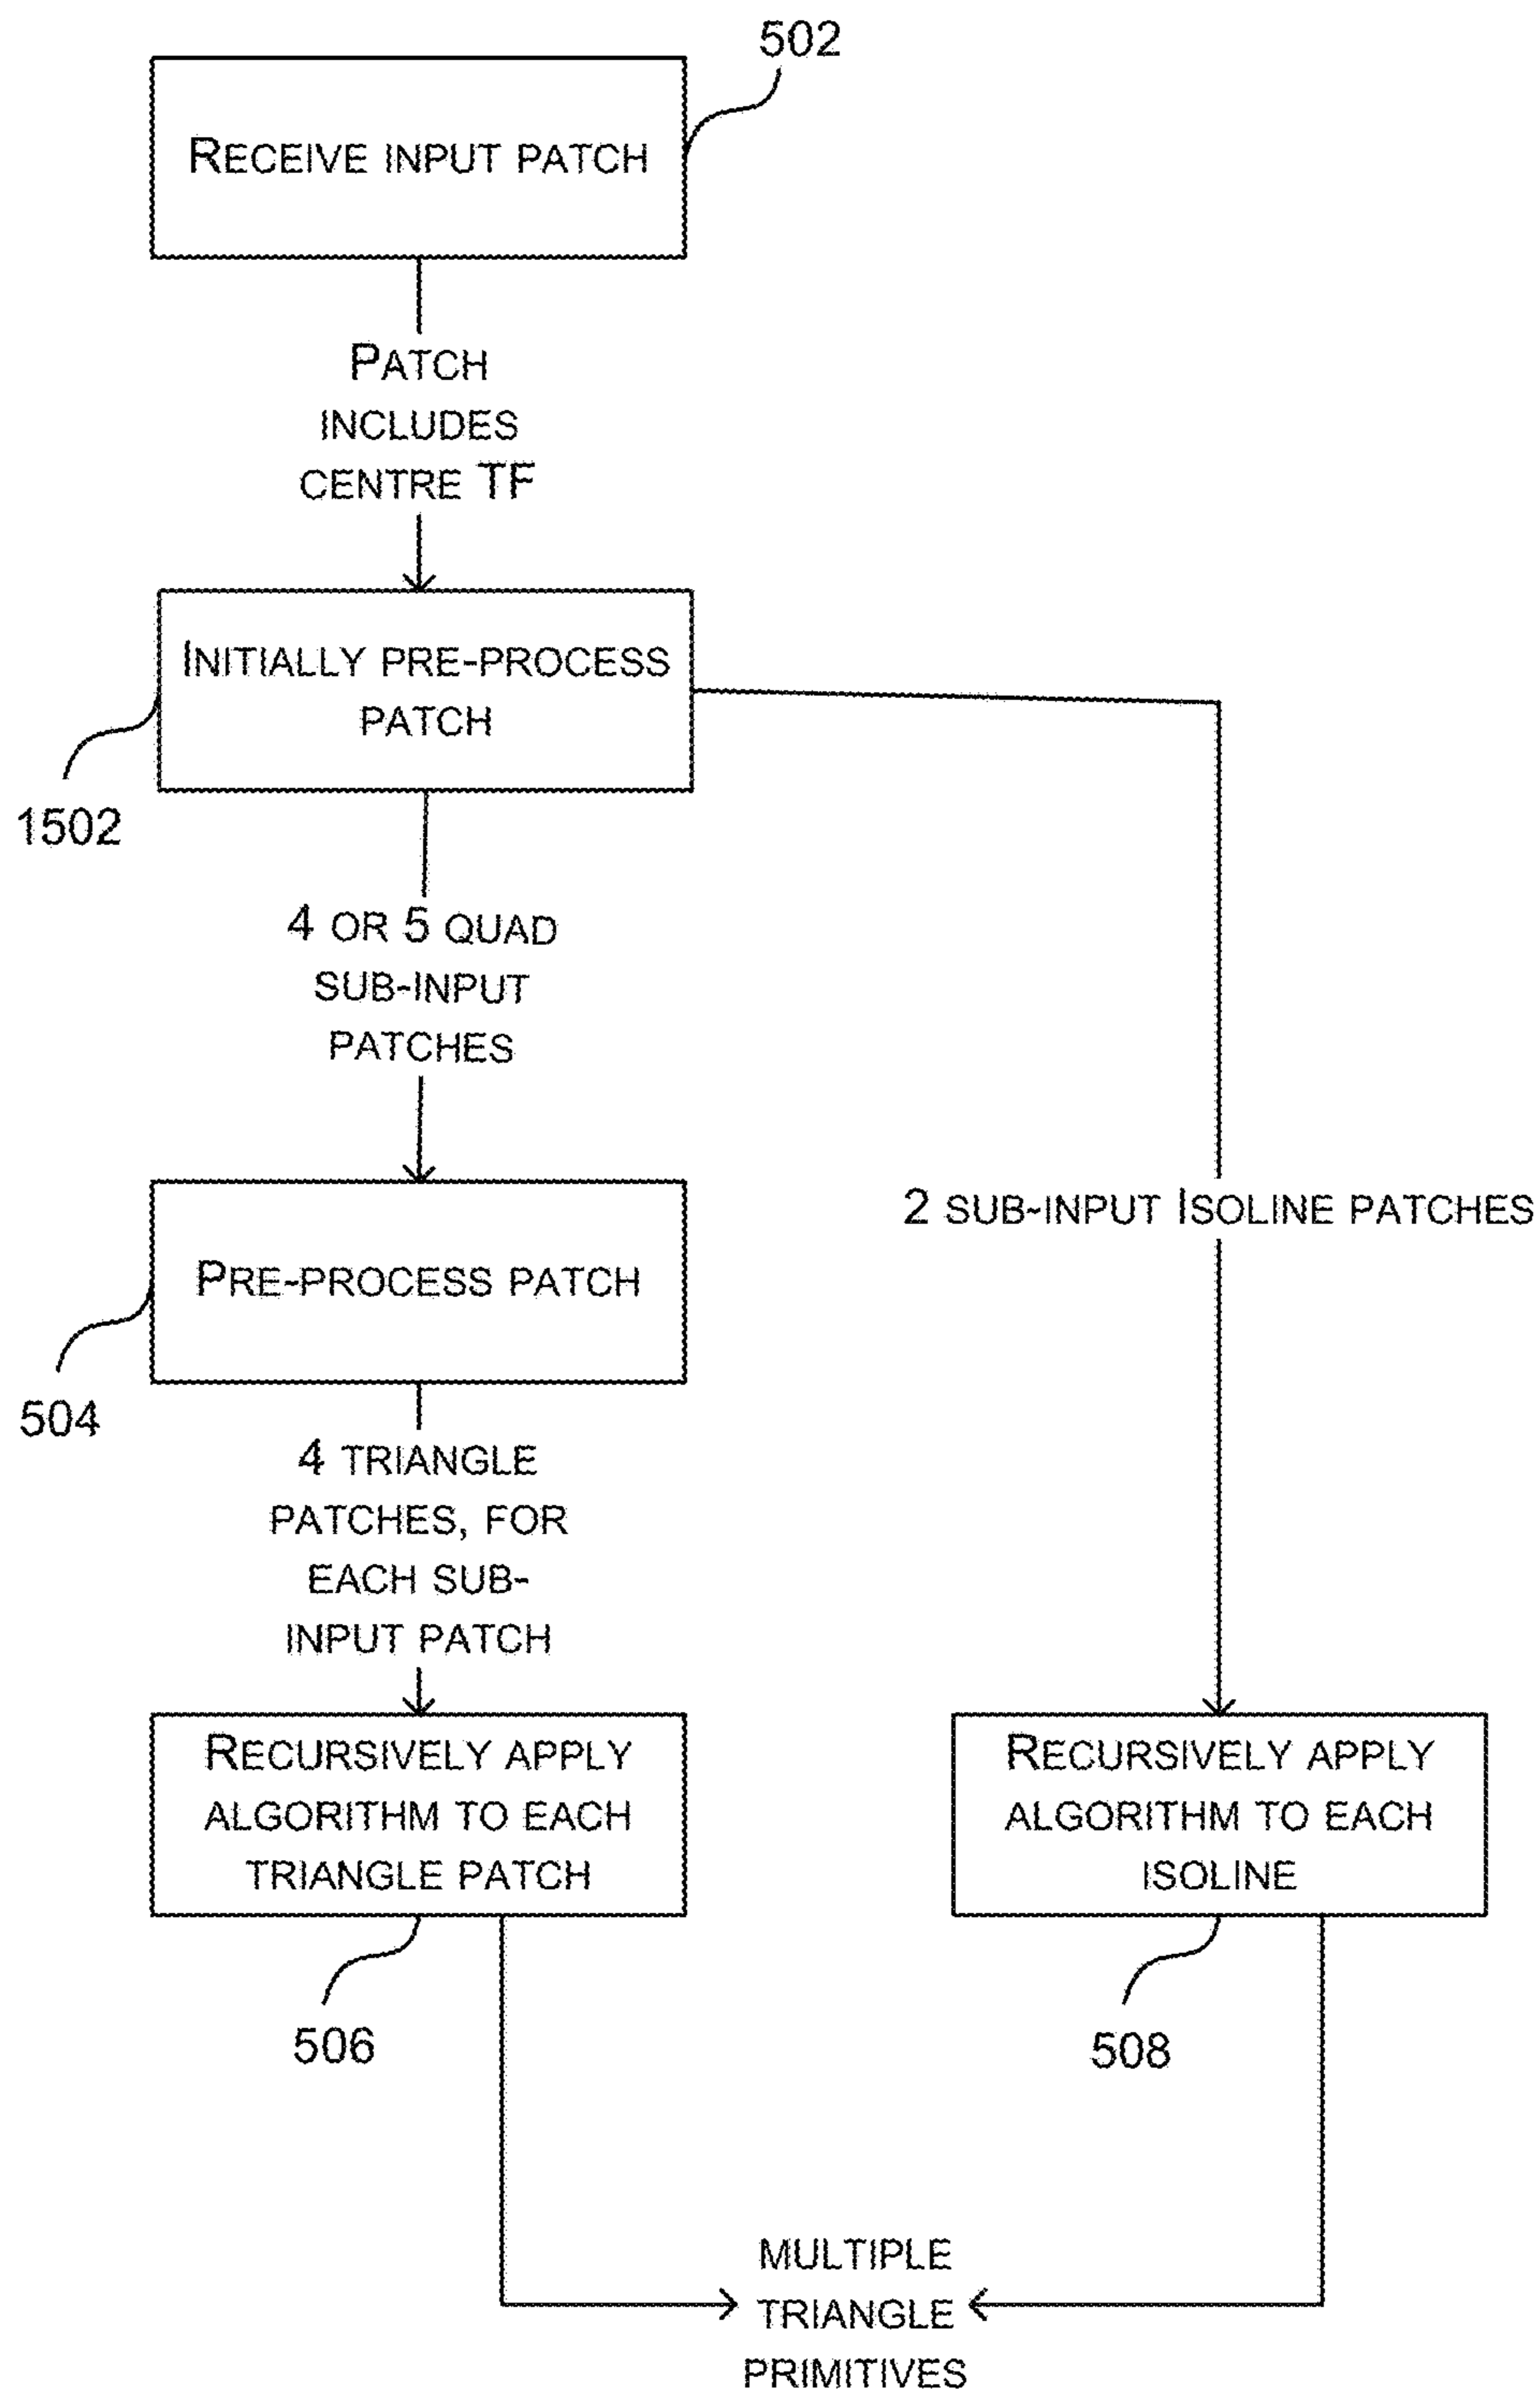 502
RECEIVE INPUT PATCH
PATCH
INCLUDES
CENTRE TF
INITIALLY PRE-PROCESS
PATCH
1502
4 OR 5 QUAD
SUB-INPUT
PATCHES
2 SUB-INPUT ISOLINE PATCHES
PRE-PROCESS PATCH
504
4 TRIANGLE
PATCHES, FOR
EACH SUB-
INPUT PATCH
RECURSIVELY APPLY
ALGORITHM TO EACH
TRIANGLE PATCH
RECURSIVELY APPLY
ALGORITHM TO EACH
ISOLINE
506
508
MULTIPLE
TRIANGLE
PRIMITIVES